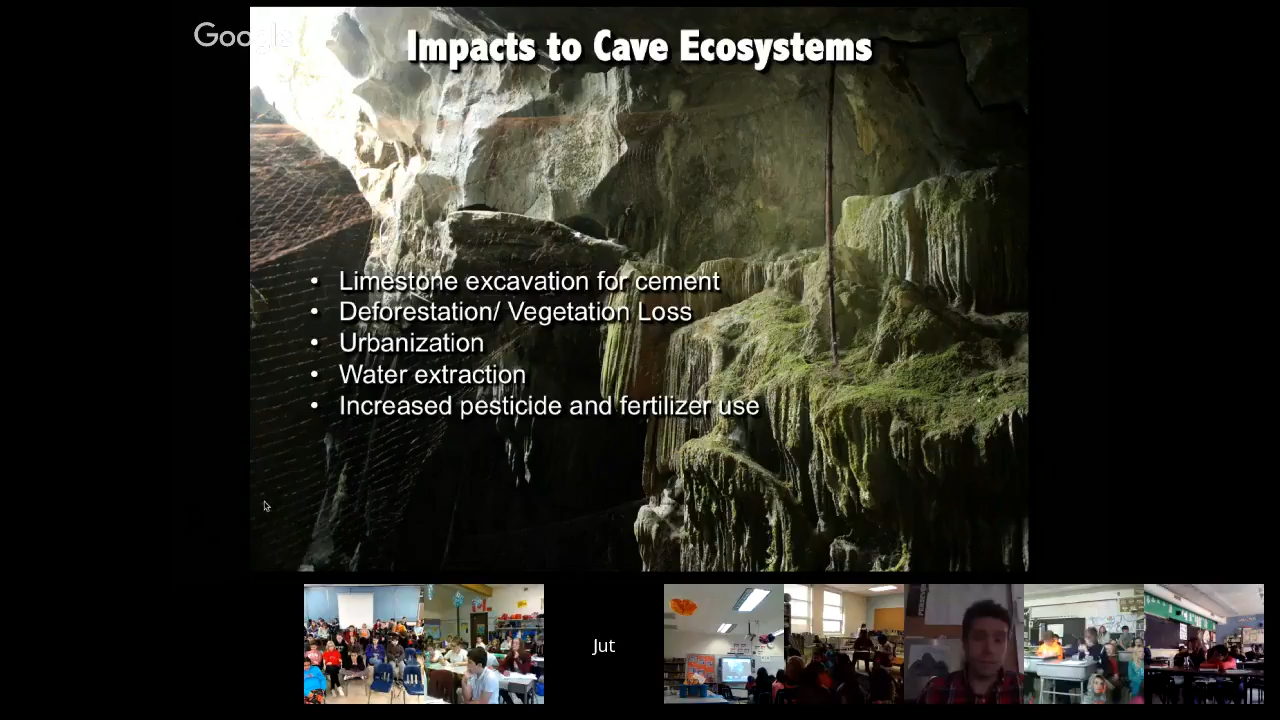 Google
Impacts to Cave Ecosystems
• Limestone excavation for cement
• Deforestation/ Vegetation Loss
• Urbanization
• Water extraction
• Increased pesticide and fertilizer use
Jut